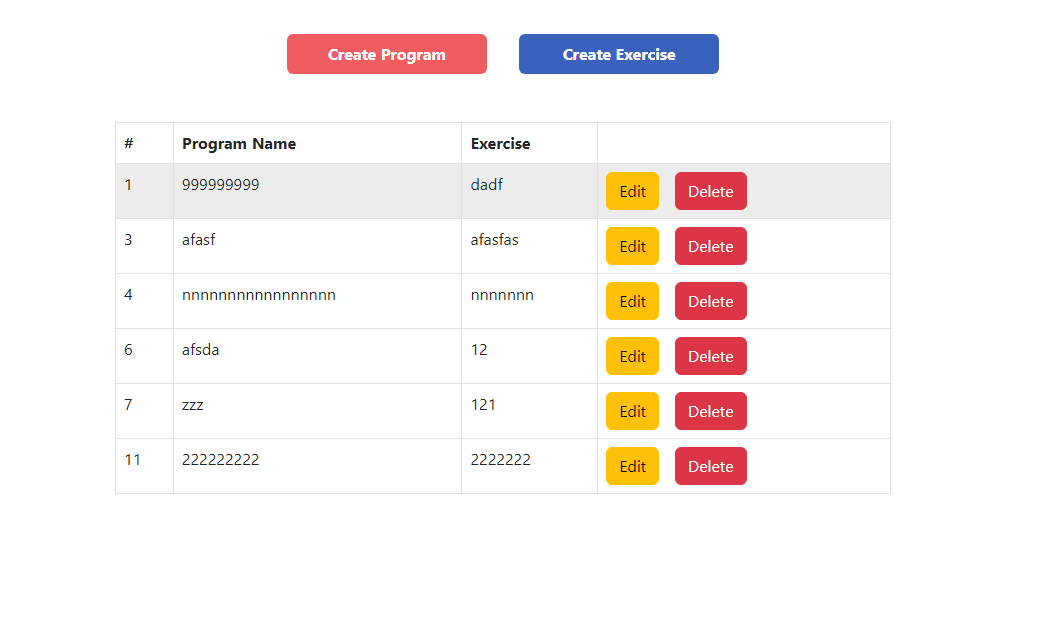 Create Program Create Exercise
# Program Name Exercise
1 999999999 dadf Edit Delete
3 afasf afasfas Edit Delete
4 nnnnnnnnnnnnnnnnn nnnnnnn Edit Delete
6 afsda 12 Edit Delete
7 zzz 121 Edit Delete
11 222222222 2222222 Edit Delete